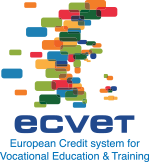 ecvet
European Credit system for
Vocational Education & Training